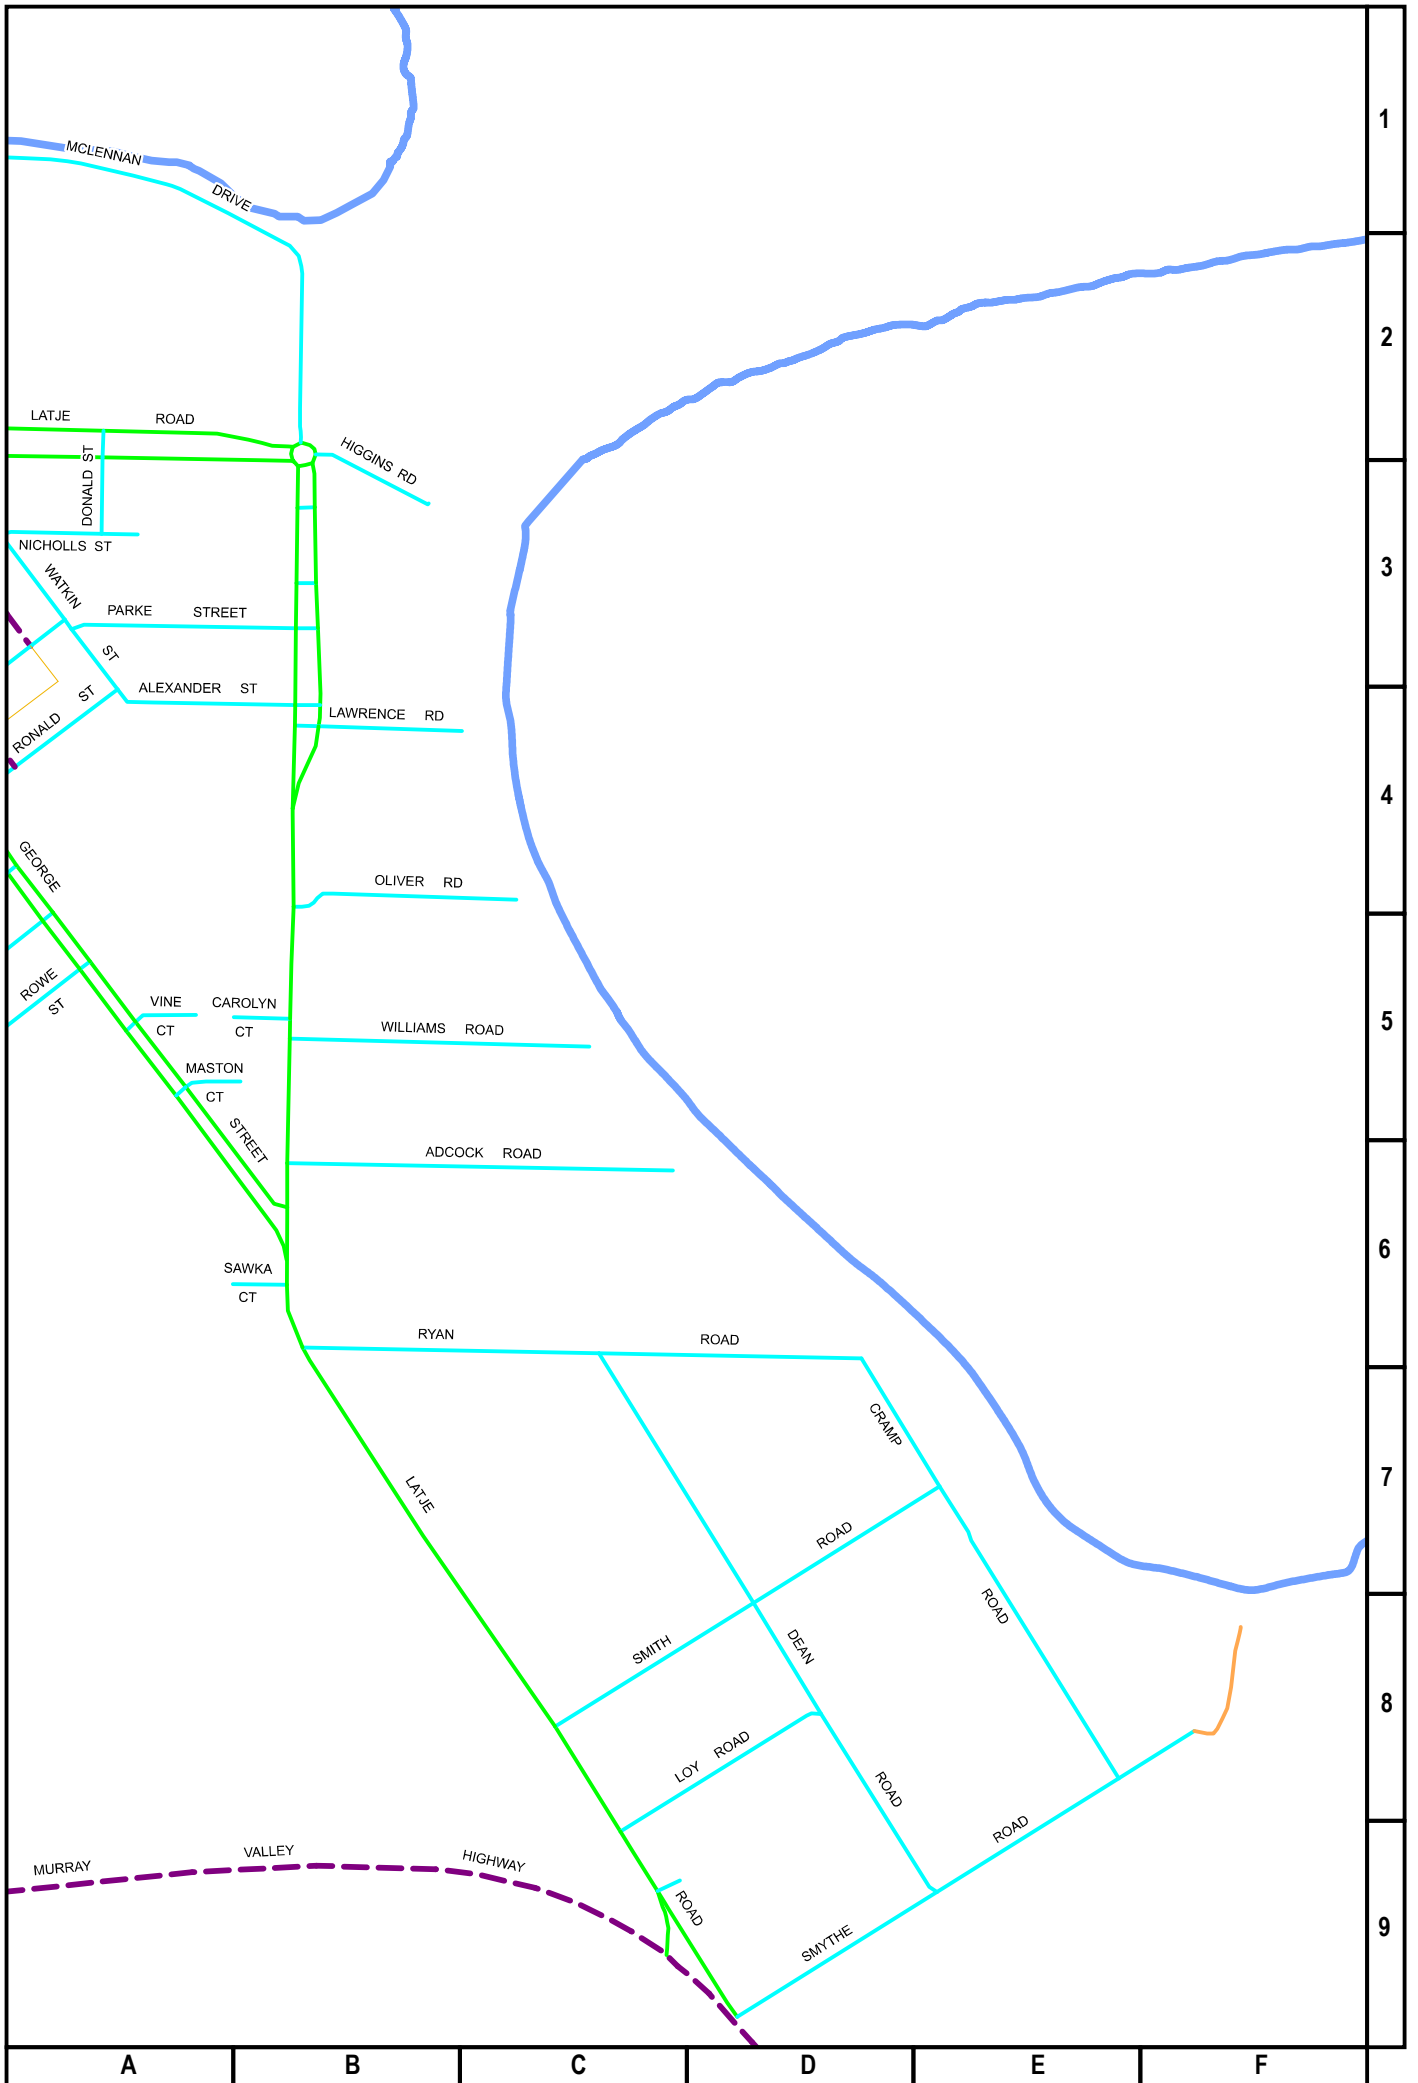 1
MCLENNAN
DRIVE
2
LATJE ROAD
HIGGINS RD
DONALD ST
NICHOLLS ST
3
WATKIN ST
PARKE STREET
ALEXANDER ST
RONALD ST
LAWRENCE RD
4
GEORGE
OLIVER RD
ROWE ST
VINE CT
CAROLYN CT
WILLIAMS ROAD
5
MASTON CT
STREET
ADCOCK ROAD
6
SAWKA CT
RYAN ROAD
CRAMP
LATJE
7
ROAD
ROAD
SMITH
DEAN
8
LOY ROAD
ROAD
ROAD
MURRAY VALLEY HIGHWAY
ROAD
SMYTHE
9
A B C D E F